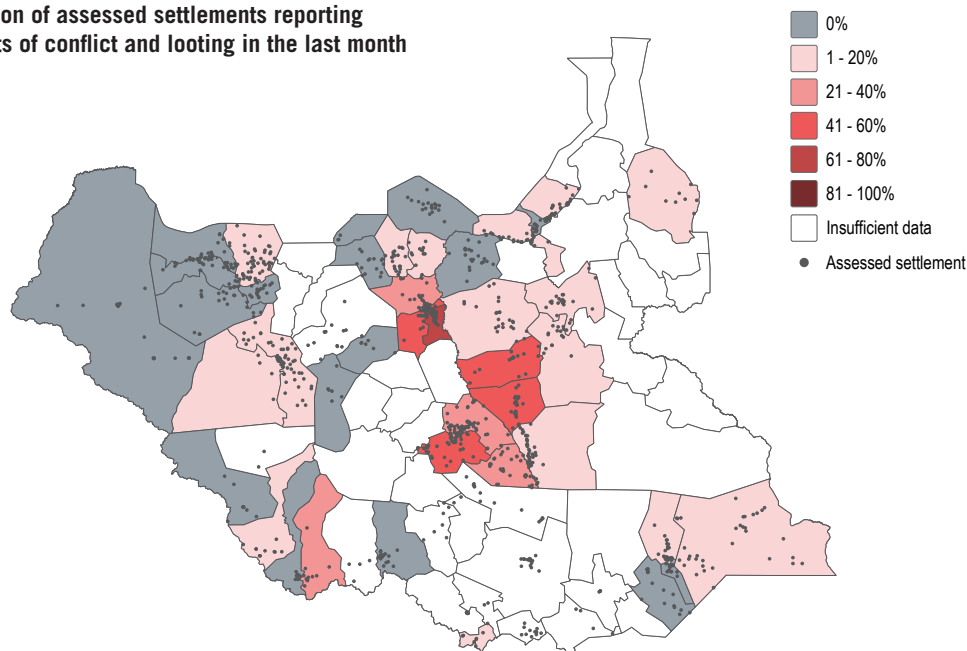 on of assessed settlements reporting
ts of conflict and looting in the last month
0%
1 - 20%
21 - 40%
41 - 60%
61 - 80%
81 - 100%
Insufficient data
Assessed settlement